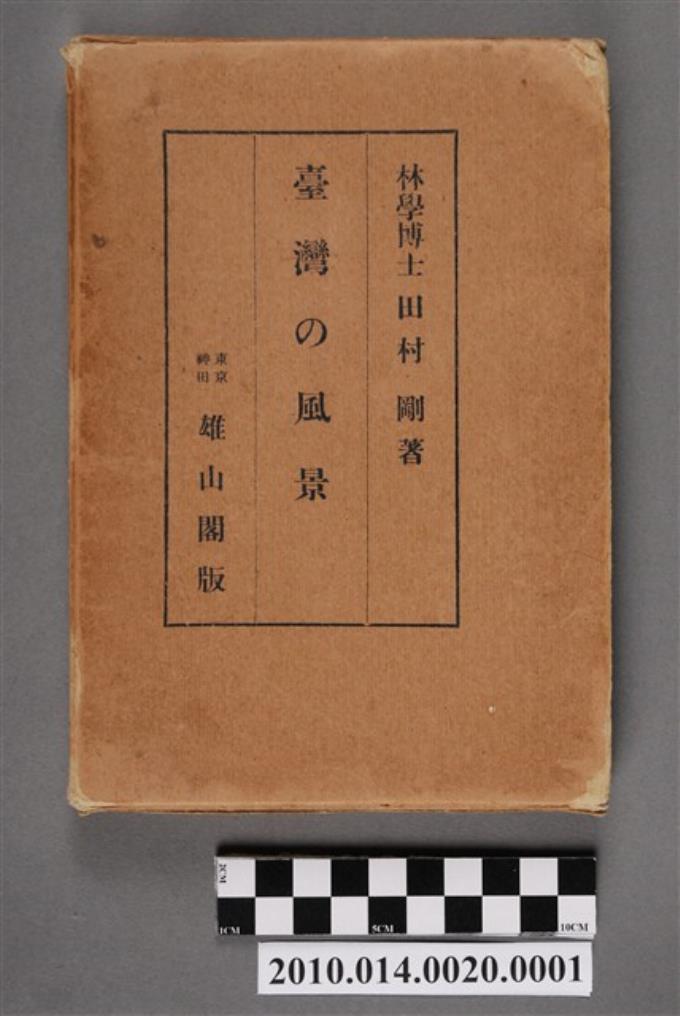 林學博士 田村 剛著
臺灣の風景
東京
神田
雄山閣版
2CM
1CM
5CM
10CM
2010.014.0020.0001